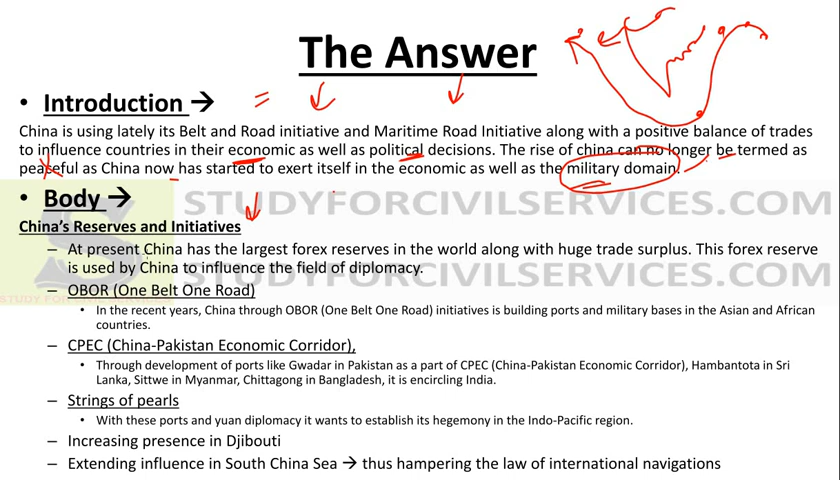 The Answer
• Introduction →
China is using lately its Belt and Road initiative and Maritime Road Initiative along with a positive balance of trades
to influence countries in their economic as well as political decisions. The rise of china can no longer be termed as
peaceful as China now has started to exert itself in the economic as well as the military domain.
• Body →
STUDYFORCIVILSERVICES.COM
China's Reserves and Initiatives
– At present China has the largest forex reserves in the world along with huge trade surplus. This forex reserve
is used by China to influence the field of diplomacy.
STUDYFORCIVILSERVICES.COM
– OBOR (One Belt One Road)
STUDY FOR CIVIL SERVICES
• In the recent years, China through OBOR (One Belt One Road) initiatives is building ports and military bases in the Asian and African
countries.
– CPEC (China-Pakistan Economic Corridor),
• Through development of ports like Gwadar in Pakistan as a part of CPEC (China-Pakistan Economic Corridor), Hambantota in Sri
Lanka, Sittwe in Myanmar, Chittagong in Bangladesh, it is encircling India.
– Strings of pearls
• With these ports and yuan diplomacy it wants to establish its hegemony in the Indo-Pacific region.
– Increasing presence in Djibouti
– Extending influence in South China Sea → thus hampering the law of international navigations